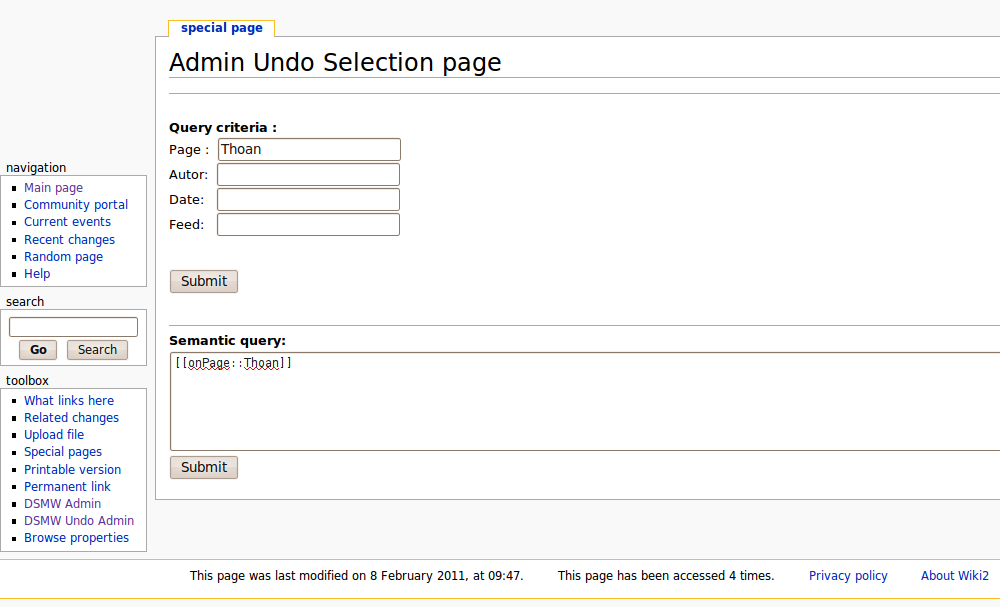 special page
Admin Undo Selection page
Query criteria :
Page : Thoan
Autor:
Date:
Feed:
Submit
Semantic query:
[[onPage::Thoan]]
Submit
navigation
Main page
Community portal
Current events
Recent changes
Random page
Help
search
Go Search
toolbox
What links here
Related changes
Upload file
Special pages
Printable version
Permanent link
DSMW Admin
DSMW Undo Admin
Browse properties
This page was last modified on 8 February 2011, at 09:47. This page has been accessed 4 times. Privacy policy About Wiki2